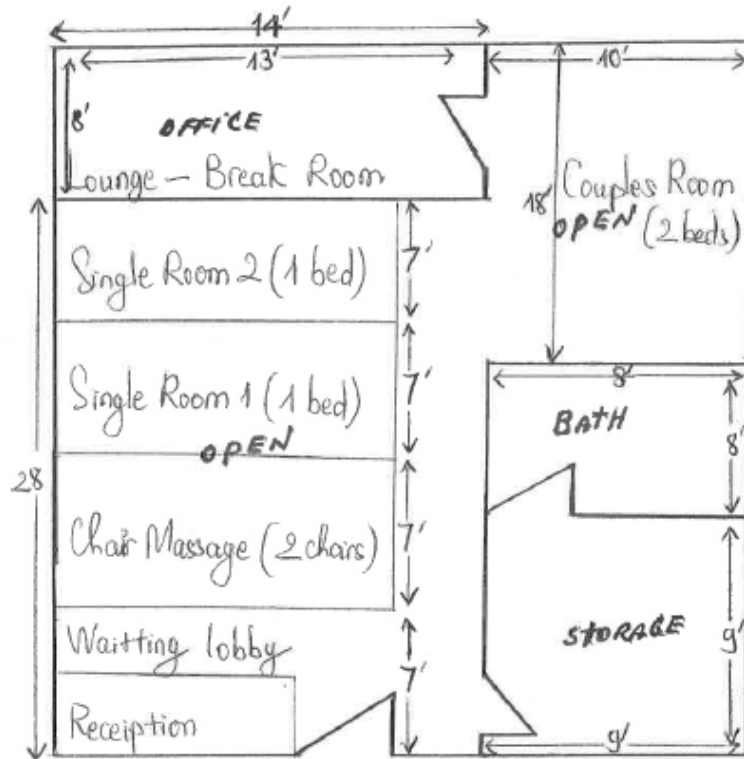 14'
13'
10'
8'
OFFICE
Lounge – Break Room
18'
Couples Room
OPEN (2 beds)
Single Room 2 (1 bed)
7'
Single Room 1 (1 bed)
7'
OPEN
8'
BATH
8'
28
Chair Massage (2 chairs)
7'
Waitting lobby
7'
STORAGE
9'
Receiption
9'